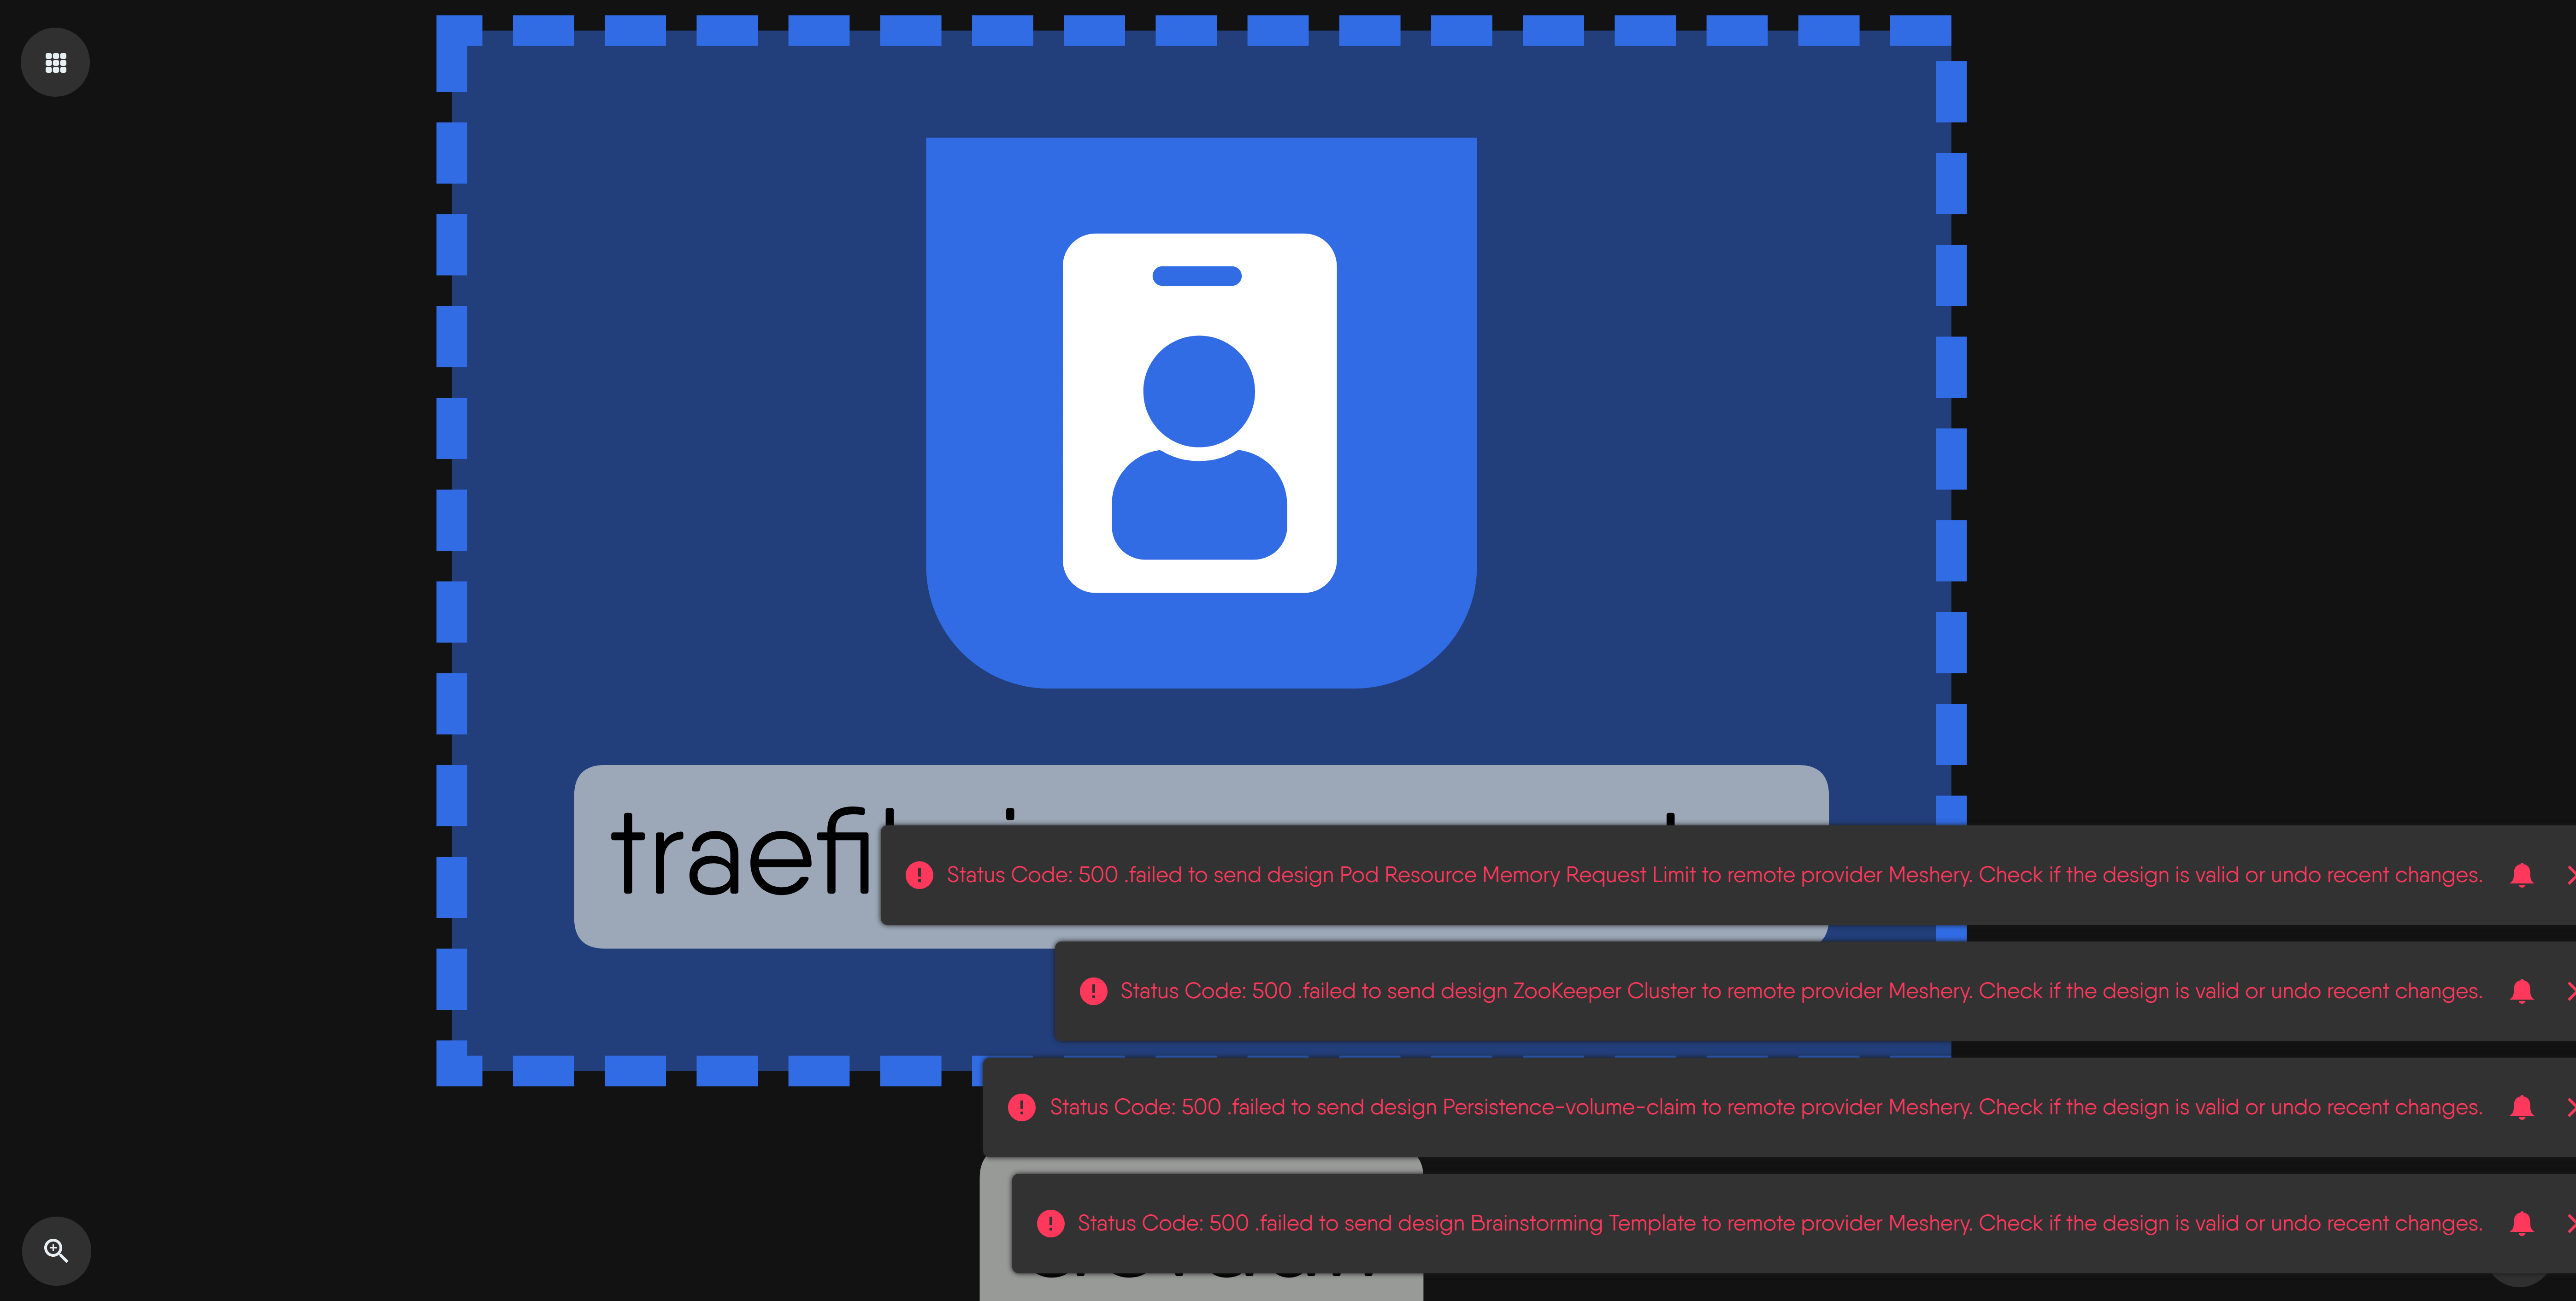 traefi
Status Code: 500 .failed to send design Pod Resource Memory Request Limit to remote provider Meshery. Check if the design is valid or undo recent changes.
Status Code: 500 .failed to send design ZooKeeper Cluster to remote provider Meshery. Check if the design is valid or undo recent changes.
Status Code: 500 .failed to send design Persistence-volume-claim to remote provider Meshery. Check if the design is valid or undo recent changes.
Status Code: 500 .failed to send design Brainstorming Template to remote provider Meshery. Check if the design is valid or undo recent changes.